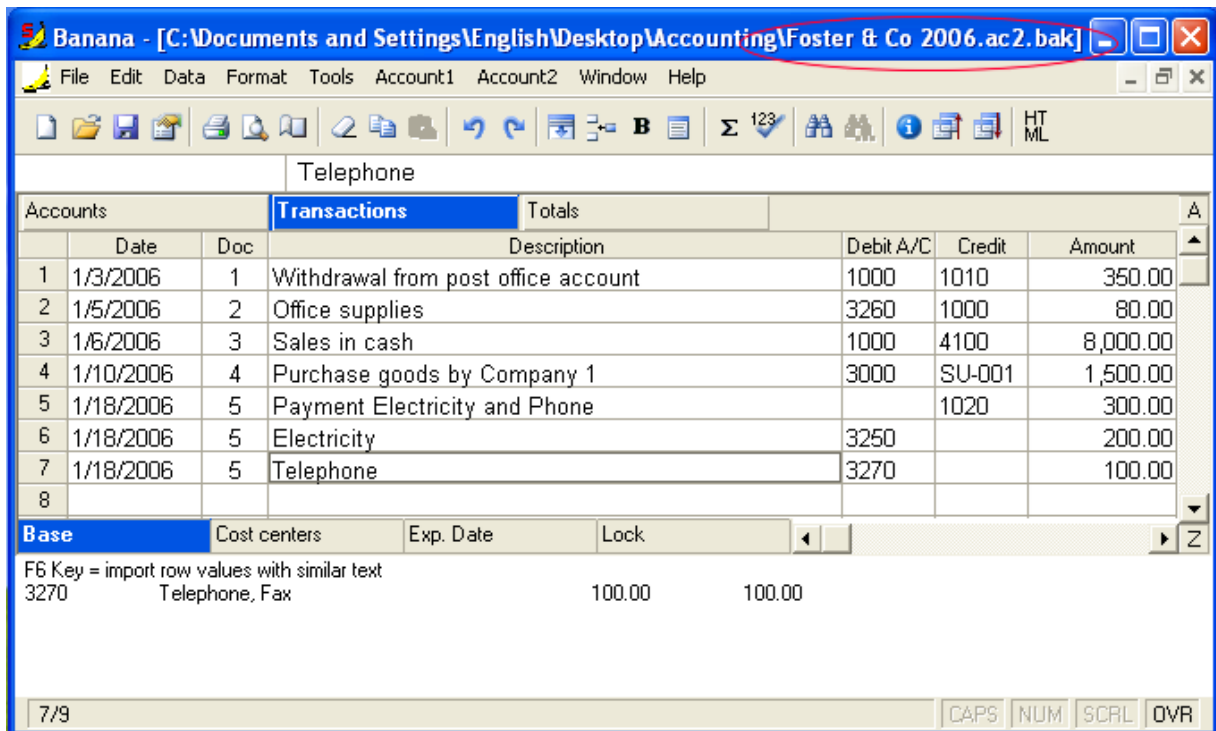 Banana - [C:\Documents and Settings\English\Desktop\Accounting\Foster & Co 2006.ac2.bak]
File Edit Data Format Tools Account1 Account2 Window Help
B Σ 123 HT ML
Telephone
Accounts Transactions Totals A
Date Doc Description Debit A/C Credit Amount
1 1/3/2006 1 Withdrawal from post office account 1000 1010 350.00
2 1/5/2006 2 Office supplies 3260 1000 80.00
3 1/6/2006 3 Sales in cash 1000 4100 8,000.00
4 1/10/2006 4 Purchase goods by Company 1 3000 SU-001 1,500.00
5 1/18/2006 5 Payment Electricity and Phone 1020 300.00
6 1/18/2006 5 Electricity 3250 200.00
7 1/18/2006 5 Telephone 3270 100.00
8
Base Cost centers Exp. Date Lock Z
F6 Key = import row values with similar text
3270 Telephone, Fax 100.00 100.00
7/9 CAPS NUM SCRL OVR